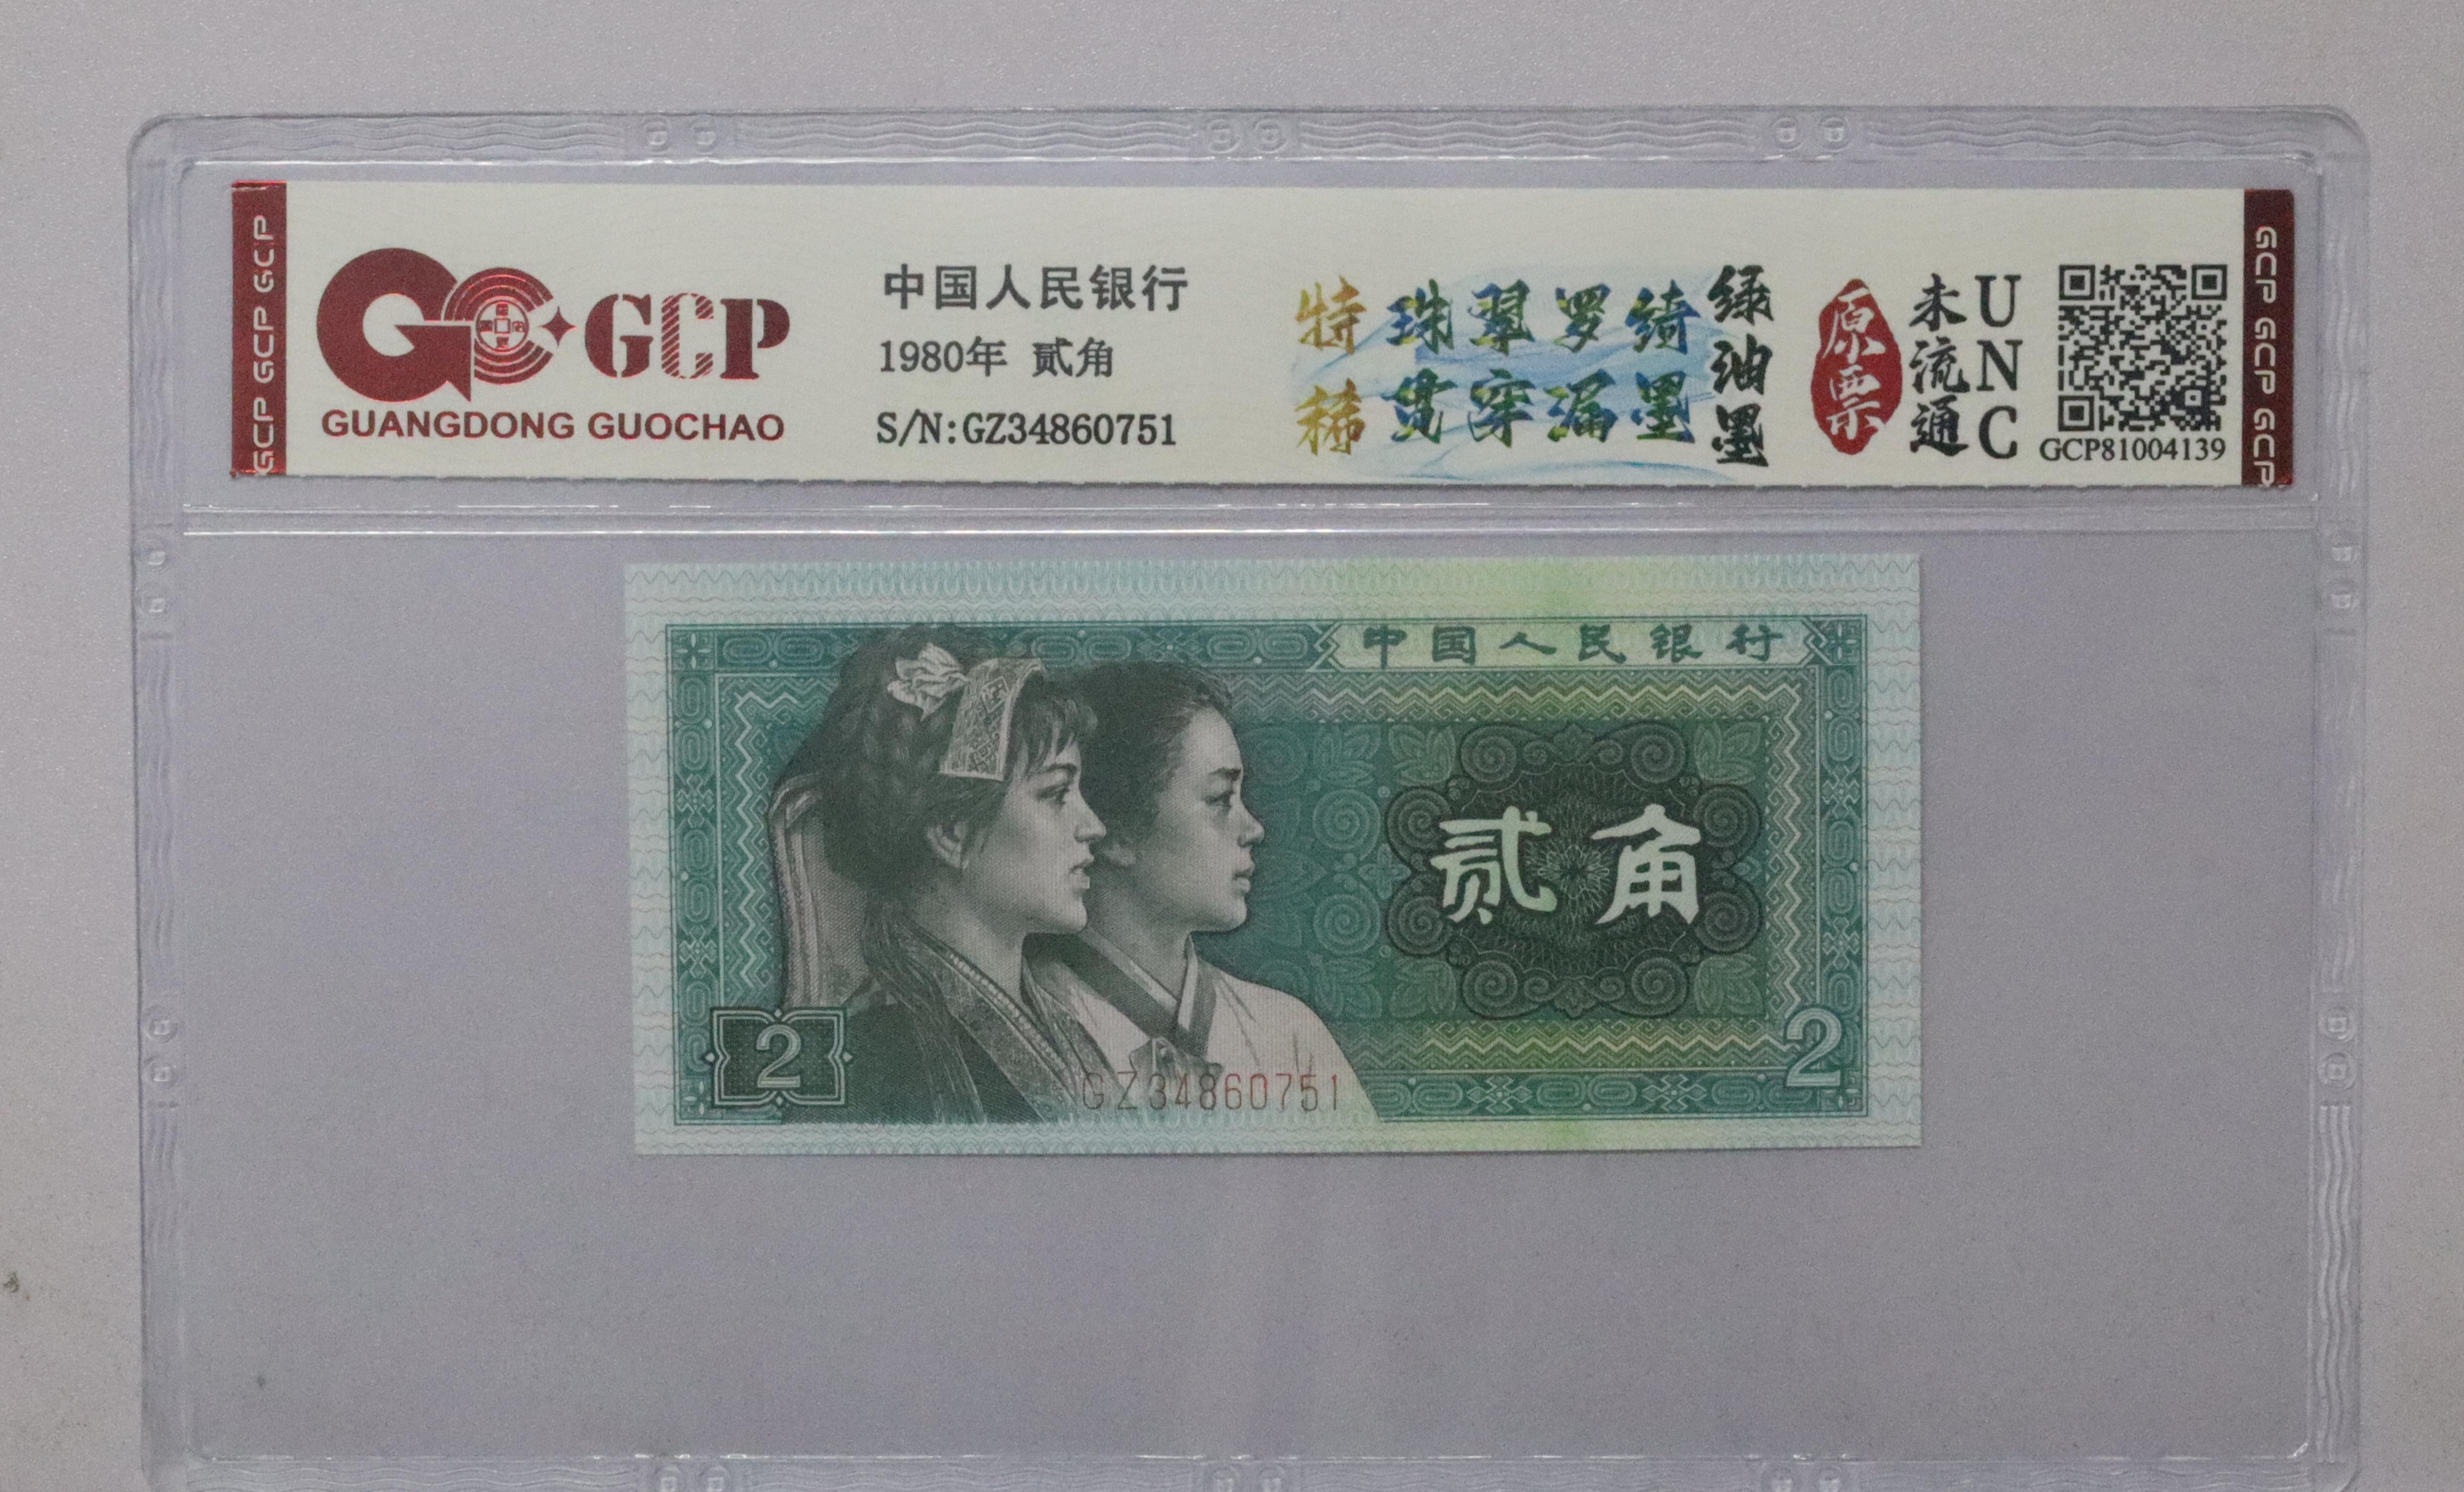 GCP GCP GCP
GCP
GUANGDONG GUOCHAO
中国人民银行
1980年 贰角
S/N:GZ34860751
特稀
珠翠罗绮
贯穿漏墨
绿油墨
原票
未流通
UNC
GCP81004139
GCP GCP GCP
中国人民银行
贰角
2
2
GZ34860751